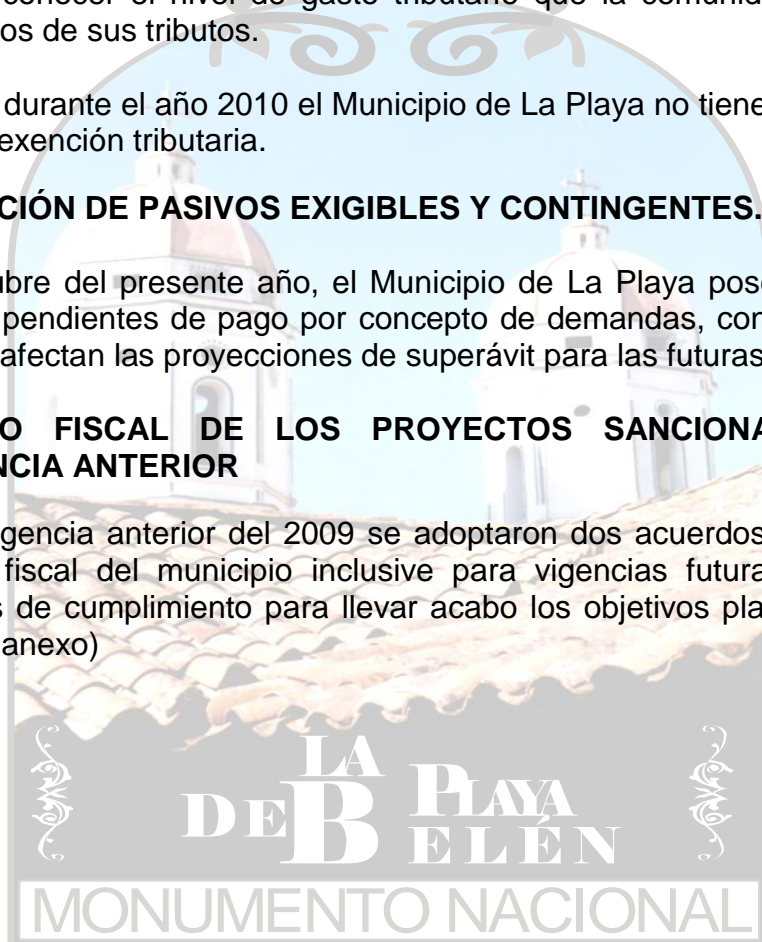 conocer el nivel de gasto tributario que la
os de sus tributos.
durante el año 2010 el Municipio de La Playa no tiene
exención tributaria.
CIÓN DE PASIVOS EXIGIBLES Y CONTINGENTES.
ubre del presente año, el Municipio de La Playa pos
pendientes de pago por concepto de demandas, con
afectan las proyecciones de superávit para las futuras
O FISCAL DE LOS PROYECTOS SANCIONA
NCIA ANTERIOR
igencia anterior del 2009 se adoptaron dos acuerdos
fiscal del municipio inclusive para vigencias futura
s de cumplimiento para llevar acabo los objetivos pla
anexo)
LA PLAYA
DE BELÉN
MONUMENTO NACIONAL